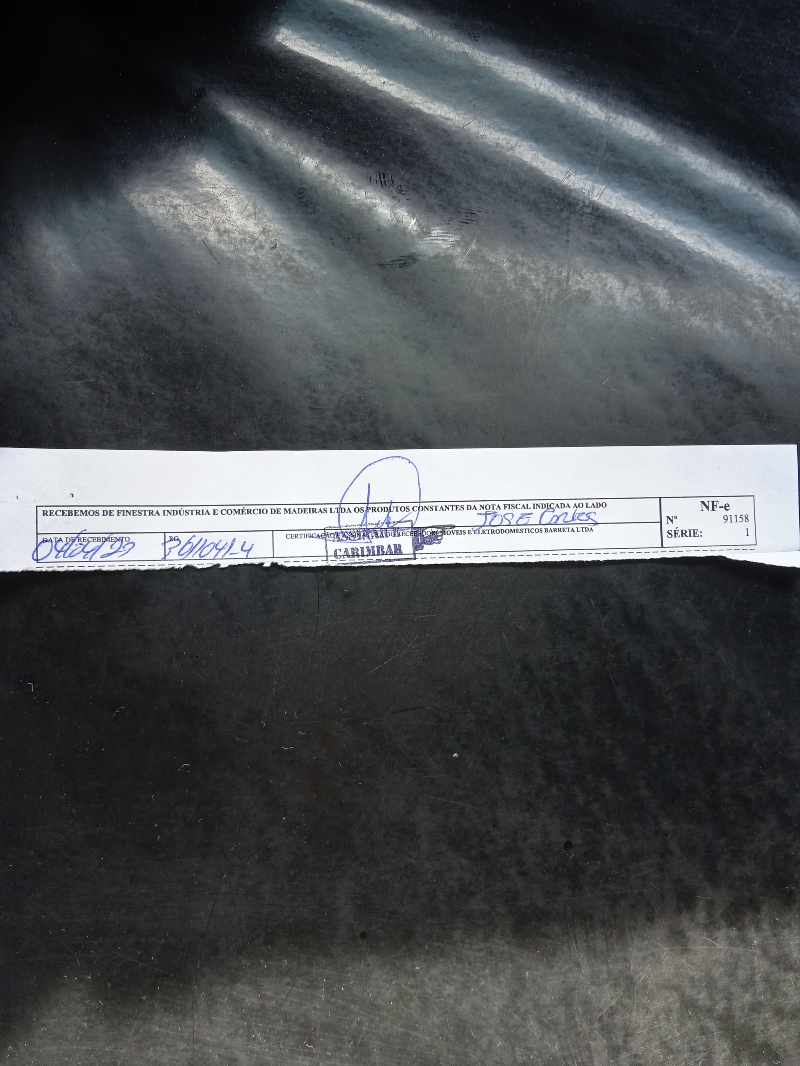 RECEBEMOS DE FINESTRA INDÚSTRIA E COMÉRCIO DE MADEIRAS LTDA OS PRODUTOS CONSTANTES DA NOTA FISCAL INDICADA AO LADO
NF-e
JOSE
Nº 91158
DATA DE RECEBIMENTO
RG
MOVEIS E ELETRODOMESTICOS BARRETA LTDA
SÉRIE: 1
CARIMBAR